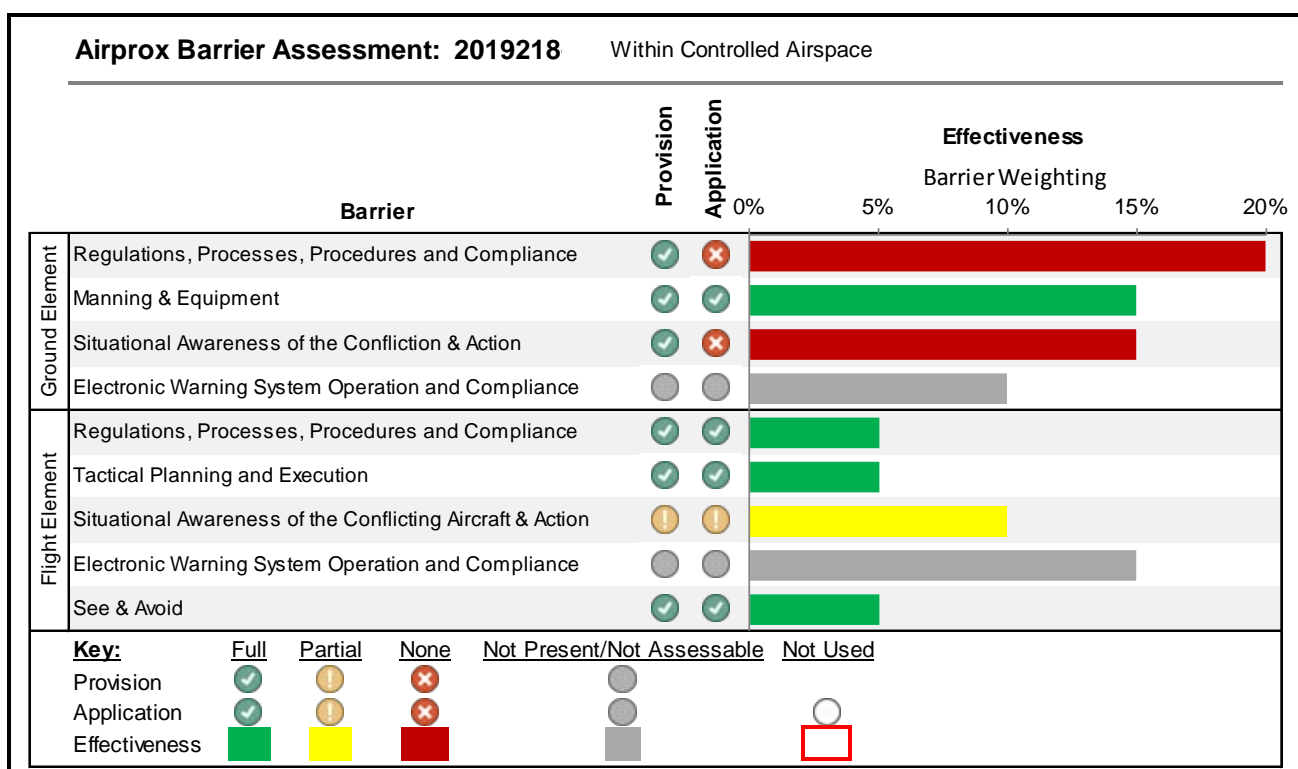 Airprox Barrier Assessment: 2019218 Within Controlled Airspace
Provision
Application
Effectiveness
Barrier Weighting
Barrier
0% 5% 10% 15% 20%
Ground Element
Regulations, Processes, Procedures and Compliance
Manning & Equipment
Situational Awareness of the Confliction & Action
Electronic Warning System Operation and Compliance
Flight Element
Regulations, Processes, Procedures and Compliance
Tactical Planning and Execution
Situational Awareness of the Conflicting Aircraft & Action
Electronic Warning System Operation and Compliance
See & Avoid
Key: Full Partial None Not Present/Not Assessable Not Used
Provision
Application
Effectiveness